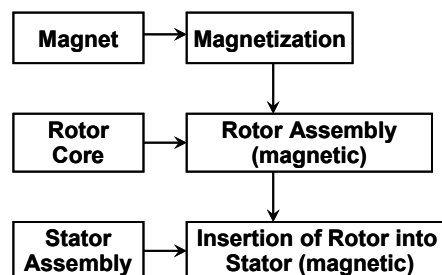 Magnet
Magnetization
Rotor
Core
Rotor Assembly
(magnetic)
Stator
Assembly
Insertion of Rotor into
Stator (magnetic)